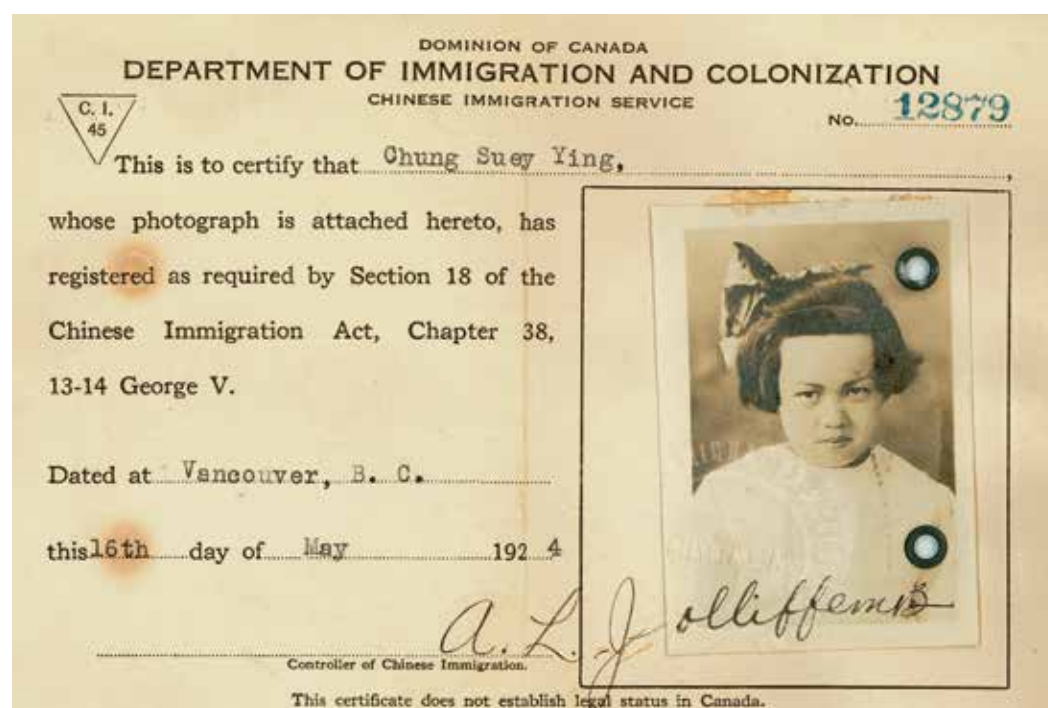 DOMINION OF CANADA
DEPARTMENT OF IMMIGRATION AND COLONIZATION
CHINESE IMMIGRATION SERVICE
C. I.
45
No. 12879
This is to certify that Chung Suey Ying,
whose photograph is attached hereto, has
registered as required by Section 18 of the
Chinese Immigration Act, Chapter 38,
13-14 George V.
Dated at Vancouver, B. C.
this 16th day of May 1924
A. L. Jolliffe
Controller of Chinese Immigration.
This certificate does not establish legal status in Canada.